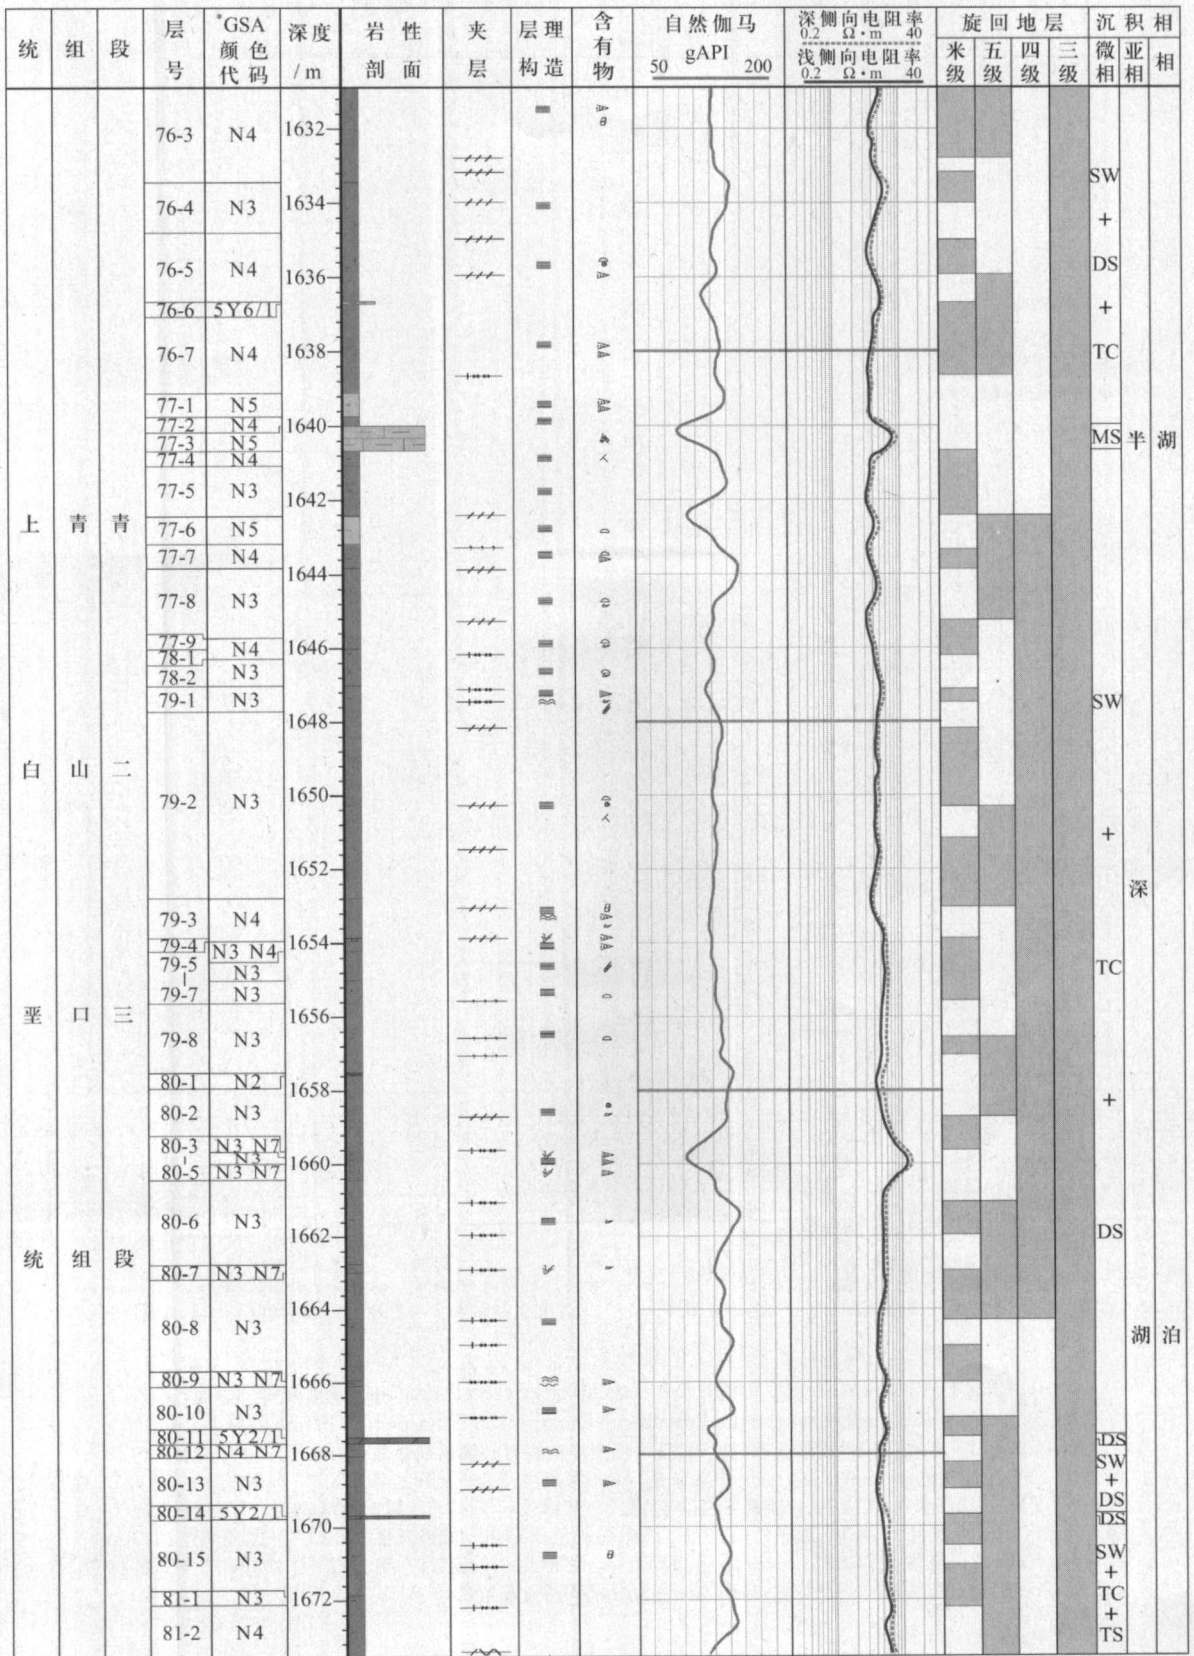 统 组 段 层号 *GSA颜色代码 深度/m 岩性剖面 夹层 层理构造 含有物 自然伽马 gAPI 50 200 深侧向电阻率 0.2 Ω·m 40 浅侧向电阻率 0.2 Ω·m 40 旋回地层 米级 五级 四级 三级 沉积相 微相 亚相 相
上白垩统
青山口组
青二三段
76-3 N4
76-4 N3
76-5 N4
76-6 5Y6/1
76-7 N4
77-1 N5
77-2 N4
77-3 N5
77-4 N4
77-5 N3
77-6 N5
77-7 N4
77-8 N3
77-9
78-1 N4
78-2 N3
79-1 N3
79-2 N3
79-3 N4
79-4 N3 N4
79-5 N3
79-7 N3
79-8 N3
80-1 N2
80-2 N3
80-3 N3 N7
N3
80-5 N3 N7
80-6 N3
80-7 N3 N7
80-8 N3
80-9 N3 N7
80-10 N3
80-11 5Y2/1
80-12 N4 N7
80-13 N3
80-14 5Y2/1
80-15 N3
81-1 N3
81-2 N4
1632
1634
1636
1638
1640
1642
1644
1646
1648
1650
1652
1654
1656
1658
1660
1662
1664
1666
1668
1670
1672
SW
+
DS
+
TC
MS
SW
+
TC
+
DS
DS
SW
+
DS
DS
SW
+
TC
+
TS
半深湖
湖泊